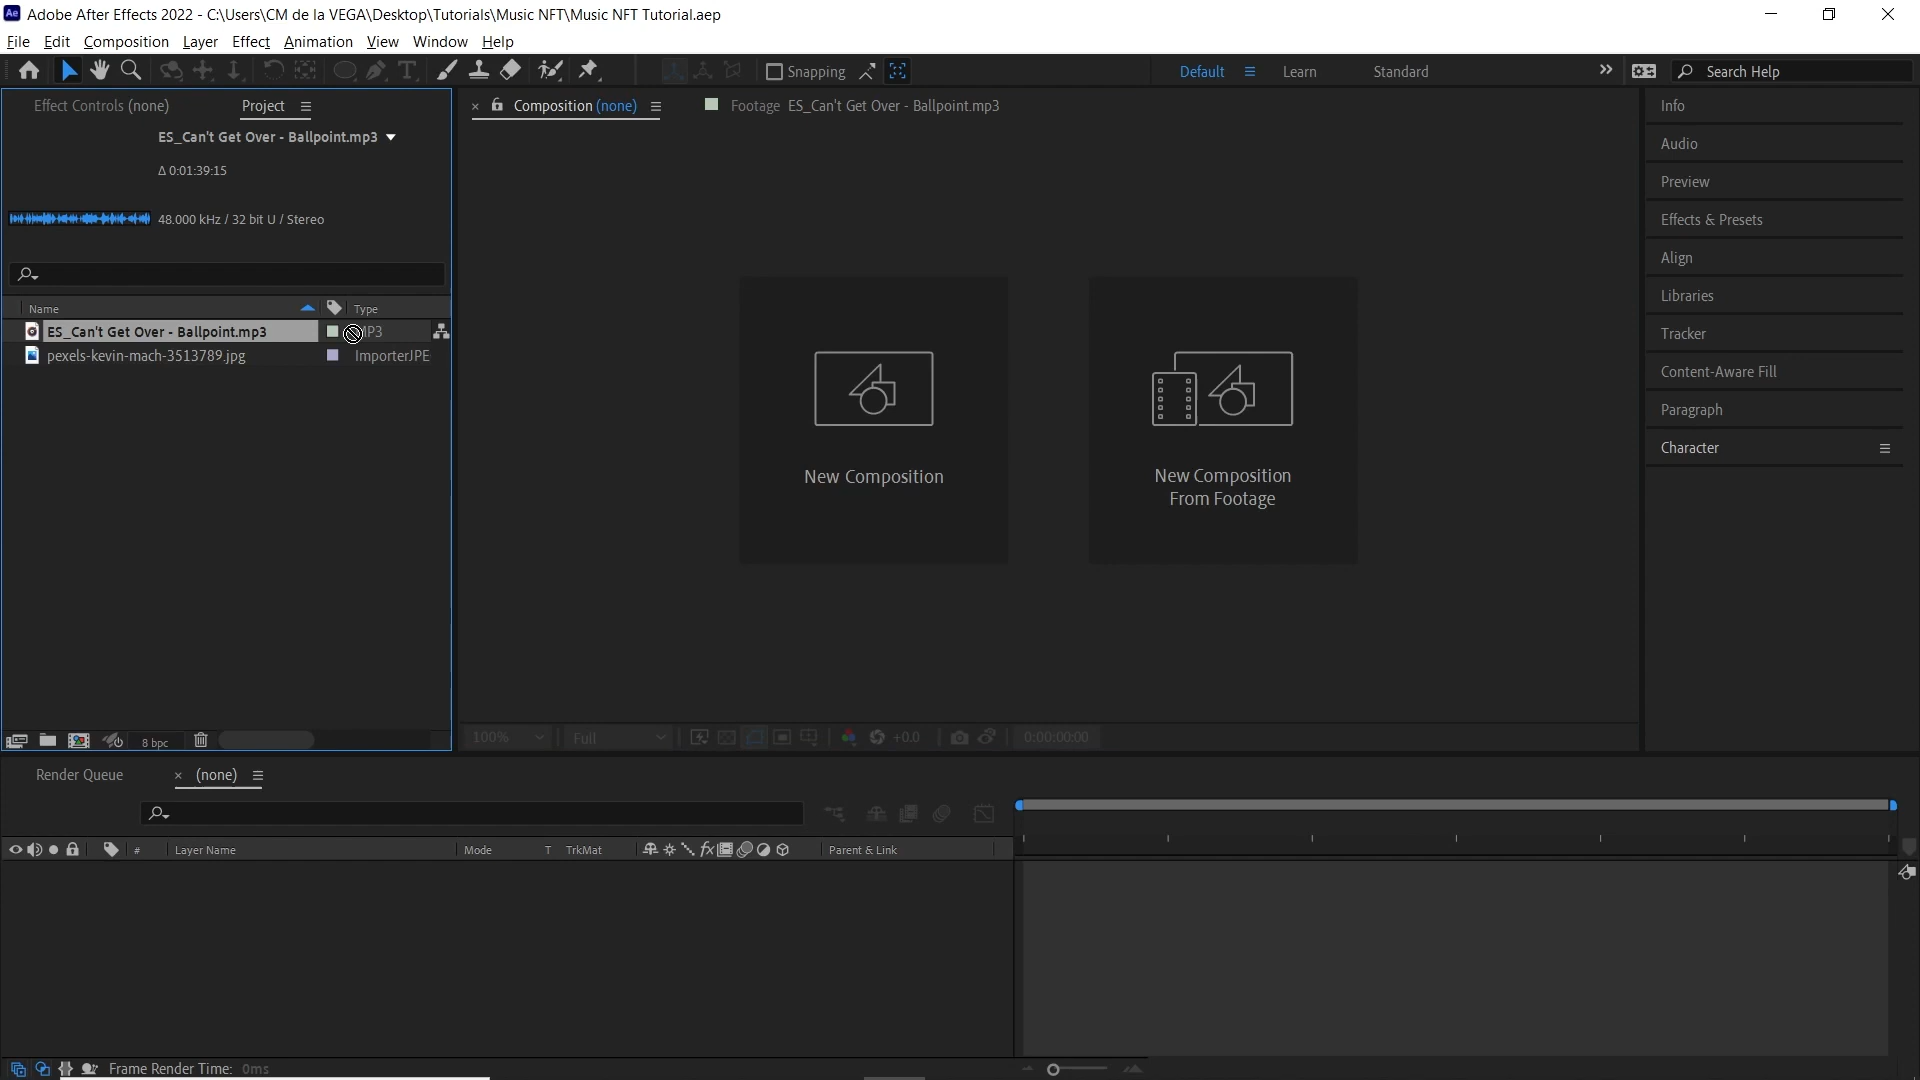 Adobe After Effects 2022 - C:\Users\CM de la VEGA\Desktop\Tutorials\Music NFT\Music NFT Tutorial.aep
File Edit Composition Layer Effect Animation View Window Help
Snapping Default Learn Standard Search Help
Effect Controls (none) Project
Composition (none) Footage ES_Can't Get Over - Ballpoint.mp3
ES_Can't Get Over - Ballpoint.mp3
Δ 0:01:39:15
48.000 kHz / 32 bit U / Stereo
Name Type
ES_Can't Get Over - Ballpoint.mp3
pexels-kevin-mach-3513789.jpg ImporterJPE
8 bpc
New Composition
New Composition
From Footage
100% Full +0.0 0:00:00:00
Info
Audio
Preview
Effects & Presets
Align
Libraries
Tracker
Content-Aware Fill
Paragraph
Character
Render Queue (none)
# Layer Name Mode T TrkMat fx Parent & Link
Frame Render Time: 0ms